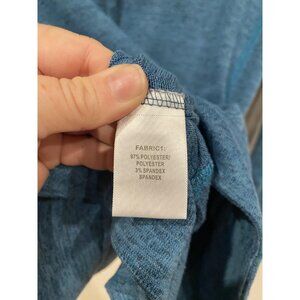 FABRIC1:
97% POLYESTER/
POLYESTER
3% SPANDEX
SPANDEX